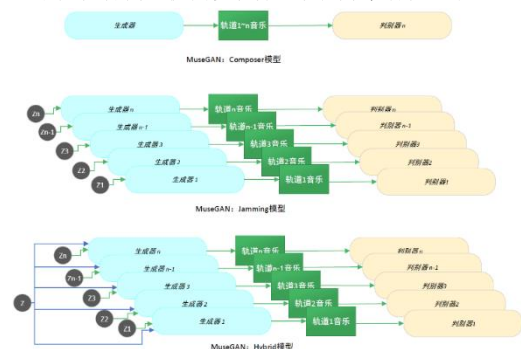 生成器 轨道1~n音乐 判别器n
MuseGAN：Composer模型
Zn 生成器n 轨道n音乐 判别器n
Zn-1 生成器n-1 轨道n-1音乐 判别器n-1
Z3 生成器3 轨道3音乐 判别器3
Z2 生成器2 轨道2音乐 判别器2
Z1 生成器1 轨道1音乐 判别器1
MuseGAN：Jamming模型
Zn 生成器n 轨道n音乐 判别器n
Zn-1 生成器n-1 轨道n-1音乐 判别器n-1
Z Z3 生成器3 轨道3音乐 判别器3
Z2 生成器2 轨道2音乐 判别器2
Z1 生成器1 轨道1音乐 判别器1
MuseGAN：Hybrid模型